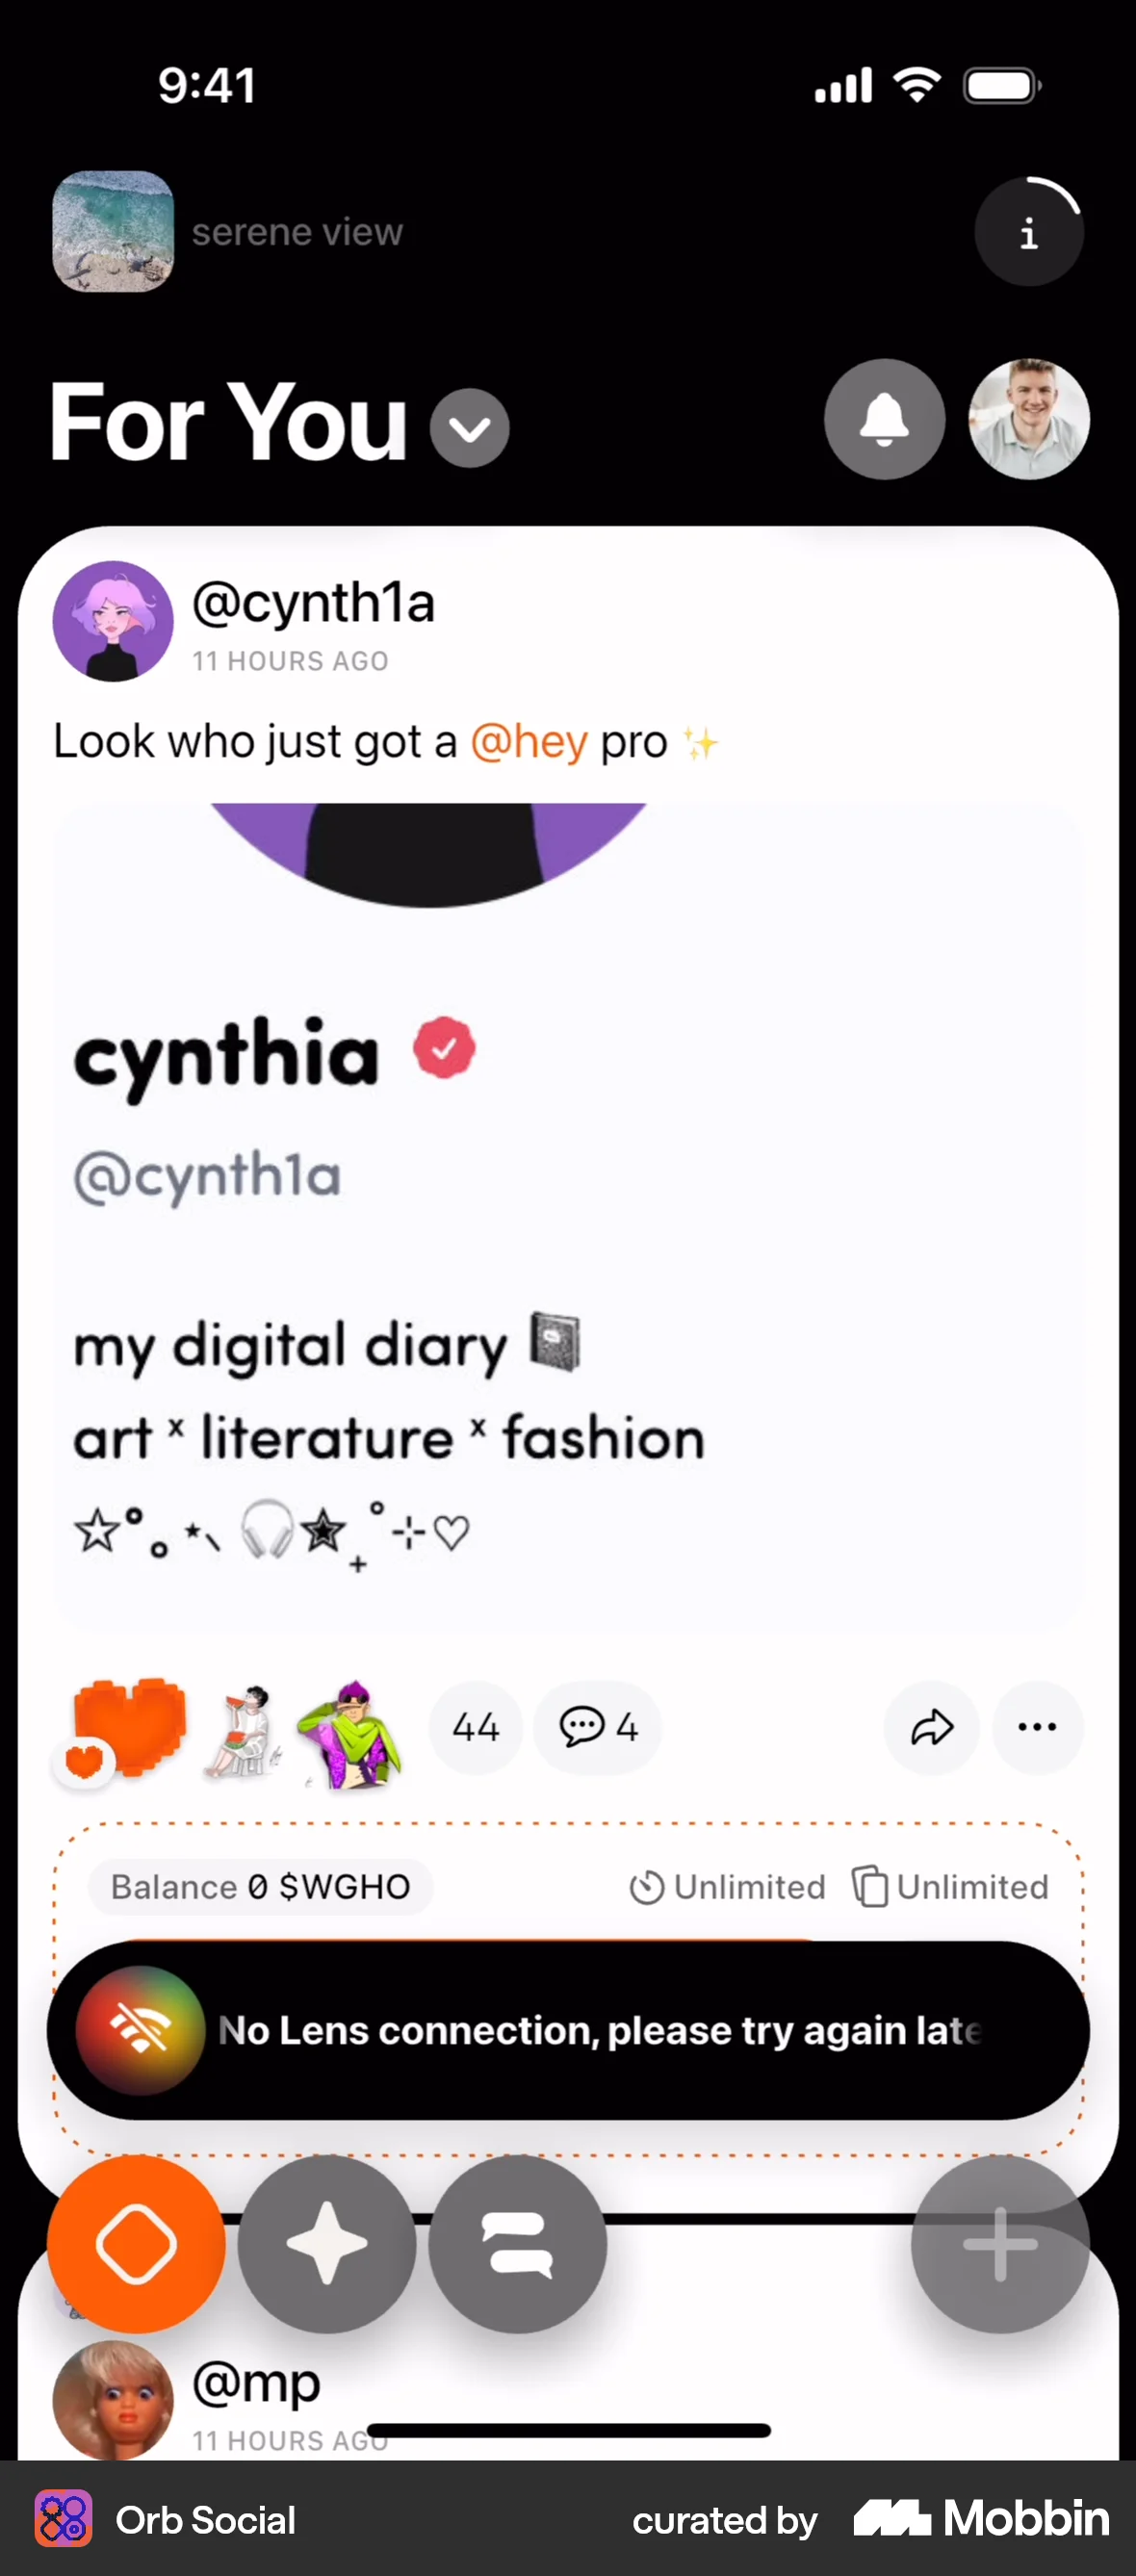 9:41
serene view
i
For You
@cynth1a
11 HOURS AGO
Look who just got a @hey pro ✨
cynthia
@cynth1a
my digital diary 📓
art ˣ literature ˣ fashion
44
4
Balance 0 $WGHO
Unlimited
Unlimited
No Lens connection, please try again late
@mp
11 HOURS AGO
Orb Social
curated by Mobbin